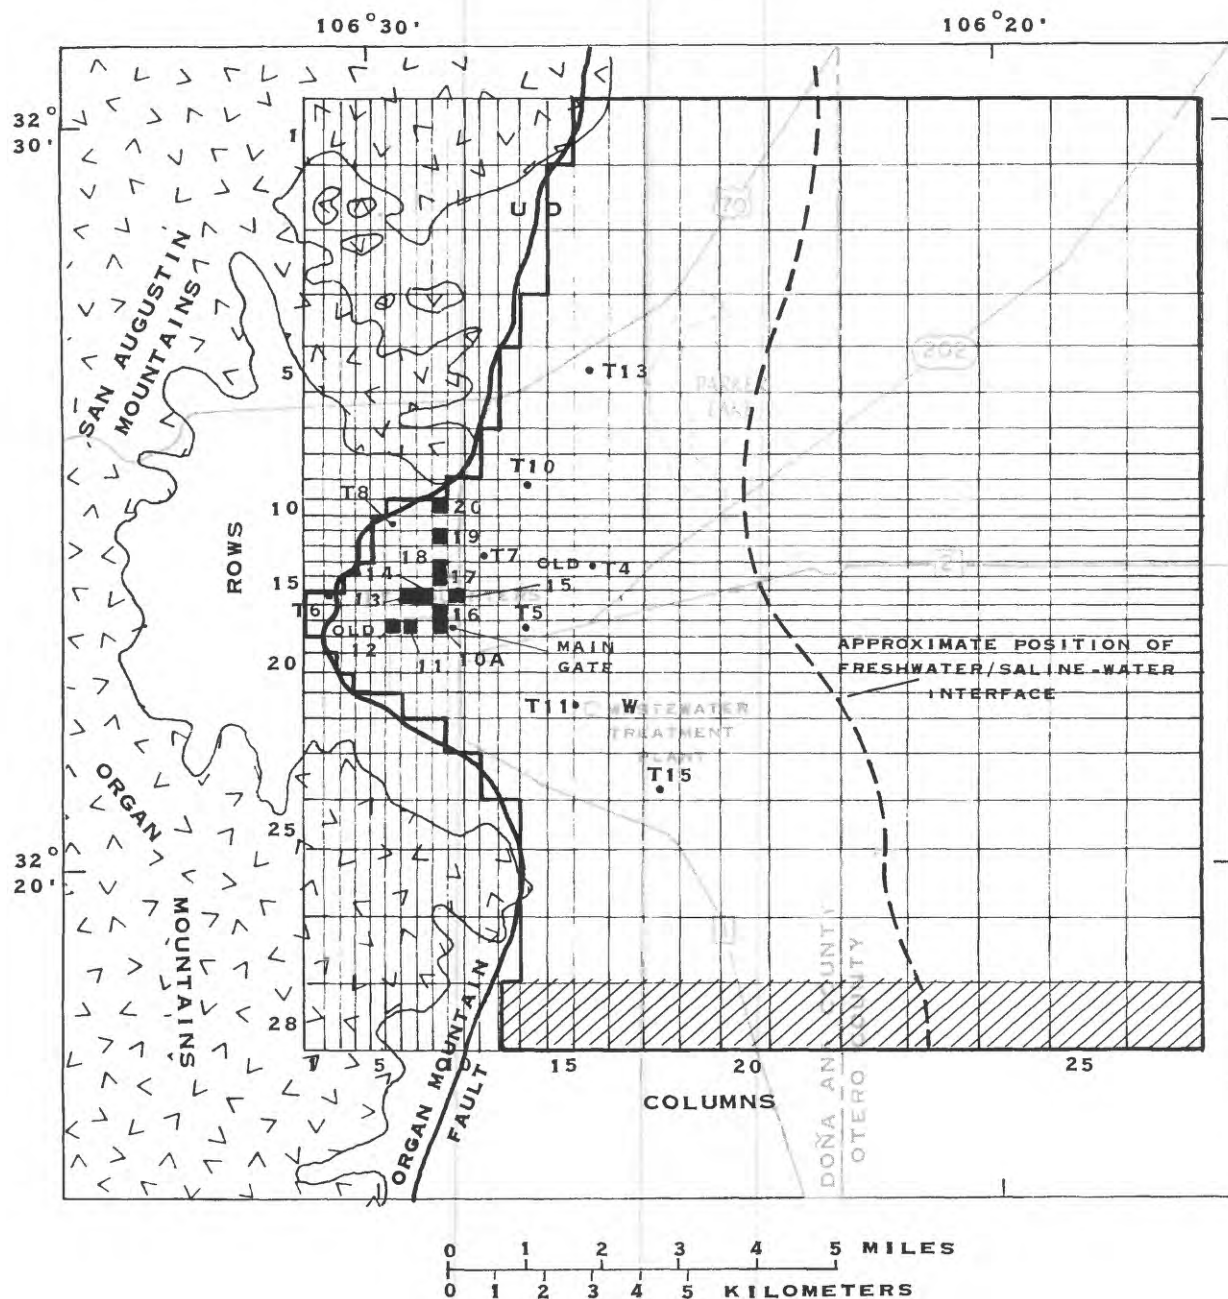 106°30'
106°20'
32°
30'
1
U D
70
SAN AUGUSTIN
MOUNTAINS
202
5
T13
PARKER
LAKE
T10
T8
20
10
ROWS
19
18
T7
OLD
T4
14
17
2
15
15
13
T6
16
T5
OLD
12
11
10A
MAIN
GATE
20
APPROXIMATE POSITION OF
FRESHWATER/SALINE-WATER
INTERFACE
T11
W
WASTEWATER
TREATMENT
PLANT
T15
ORGAN
MOUNTAINS
25
32°
20'
28
1
5
10
15
20
25
COLUMNS
ORGAN MOUNTAIN
FAULT
DOÑA ANA COUNTY
OTERO COUNTY
0 1 2 3 4 5 MILES
0 1 2 3 4 5 KILOMETERS